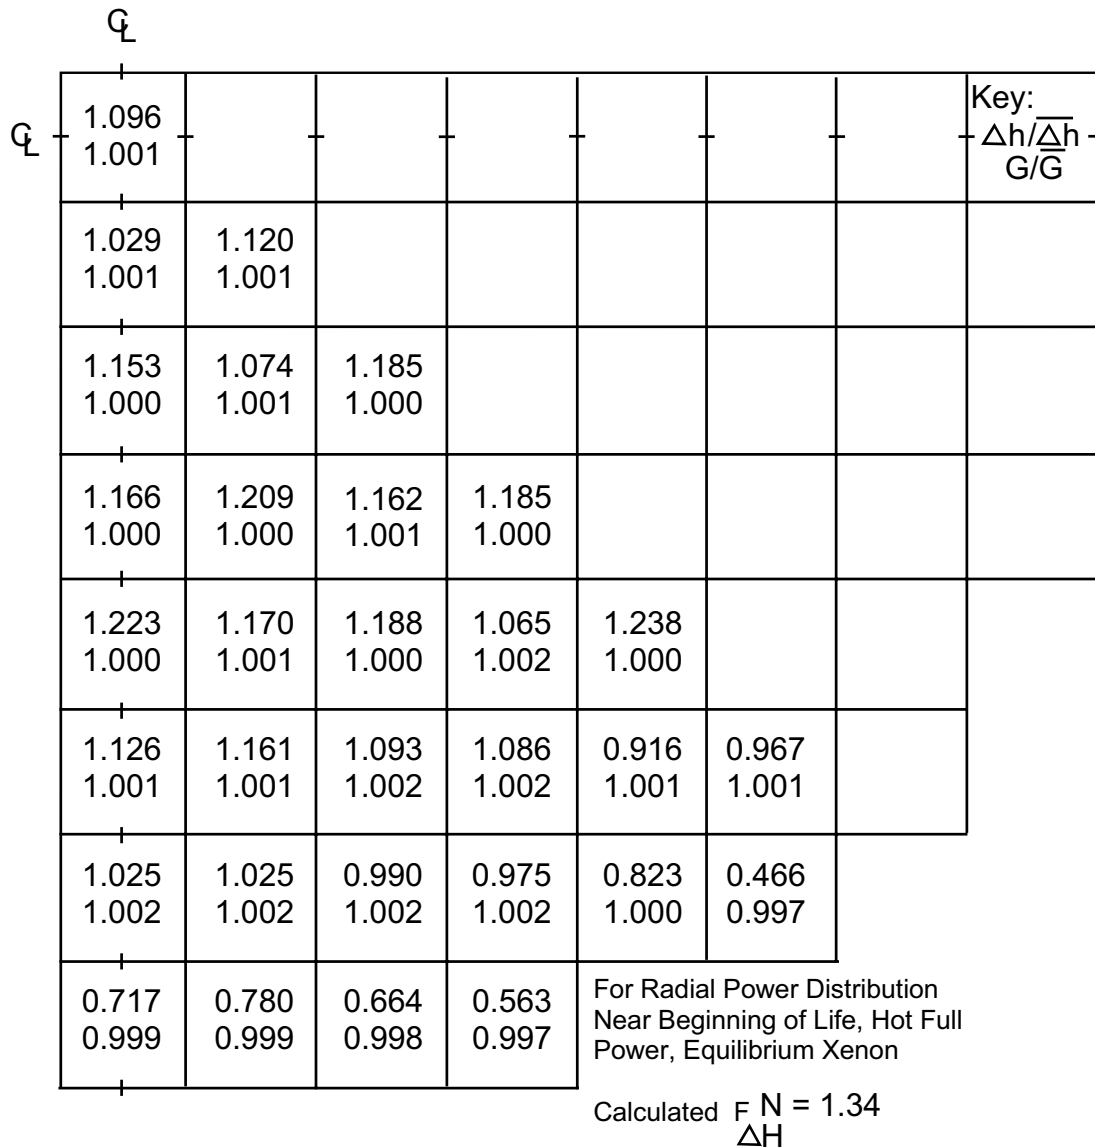 ℄
℄
Key:
Δh/Δh
G/G
1.096
1.001
1.029 1.120
1.001 1.001
1.153 1.074 1.185
1.000 1.001 1.000
1.166 1.209 1.162 1.185
1.000 1.000 1.001 1.000
1.223 1.170 1.188 1.065 1.238
1.000 1.001 1.000 1.002 1.000
1.126 1.161 1.093 1.086 0.916 0.967
1.001 1.001 1.002 1.002 1.001 1.001
1.025 1.025 0.990 0.975 0.823 0.466
1.002 1.002 1.002 1.002 1.000 0.997
0.717 0.780 0.664 0.563
0.999 0.999 0.998 0.997
For Radial Power Distribution
Near Beginning of Life, Hot Full
Power, Equilibrium Xenon
Calculated F N = 1.34
ΔH